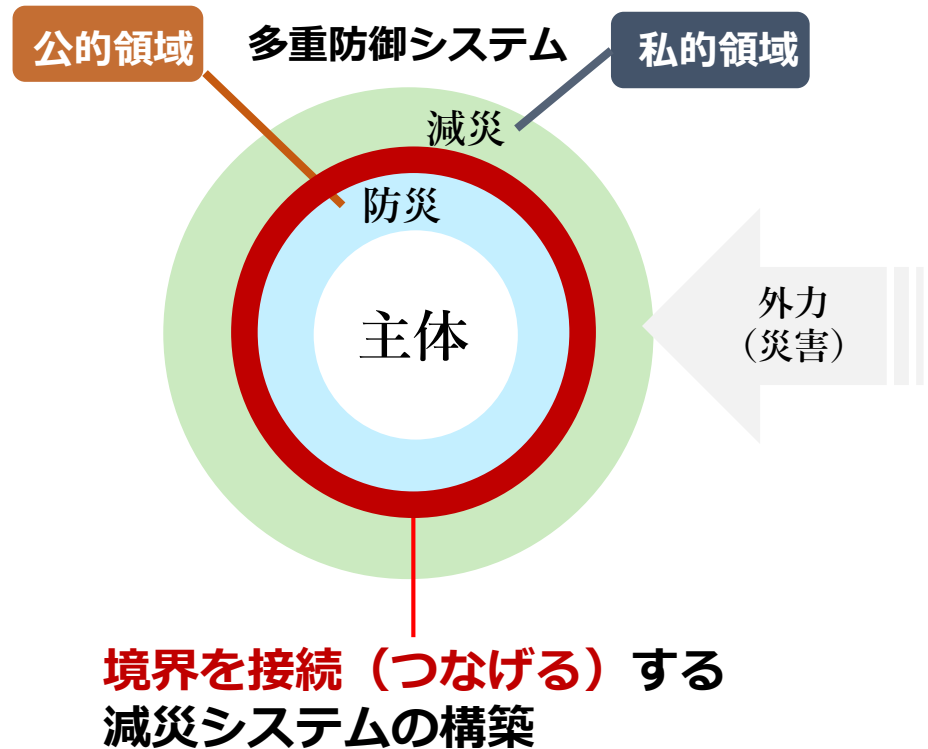 公的領域
多重防御システム
私的領域
減災
防災
主体
外力
（災害）
境界を接続（つなげる）する
減災システムの構築